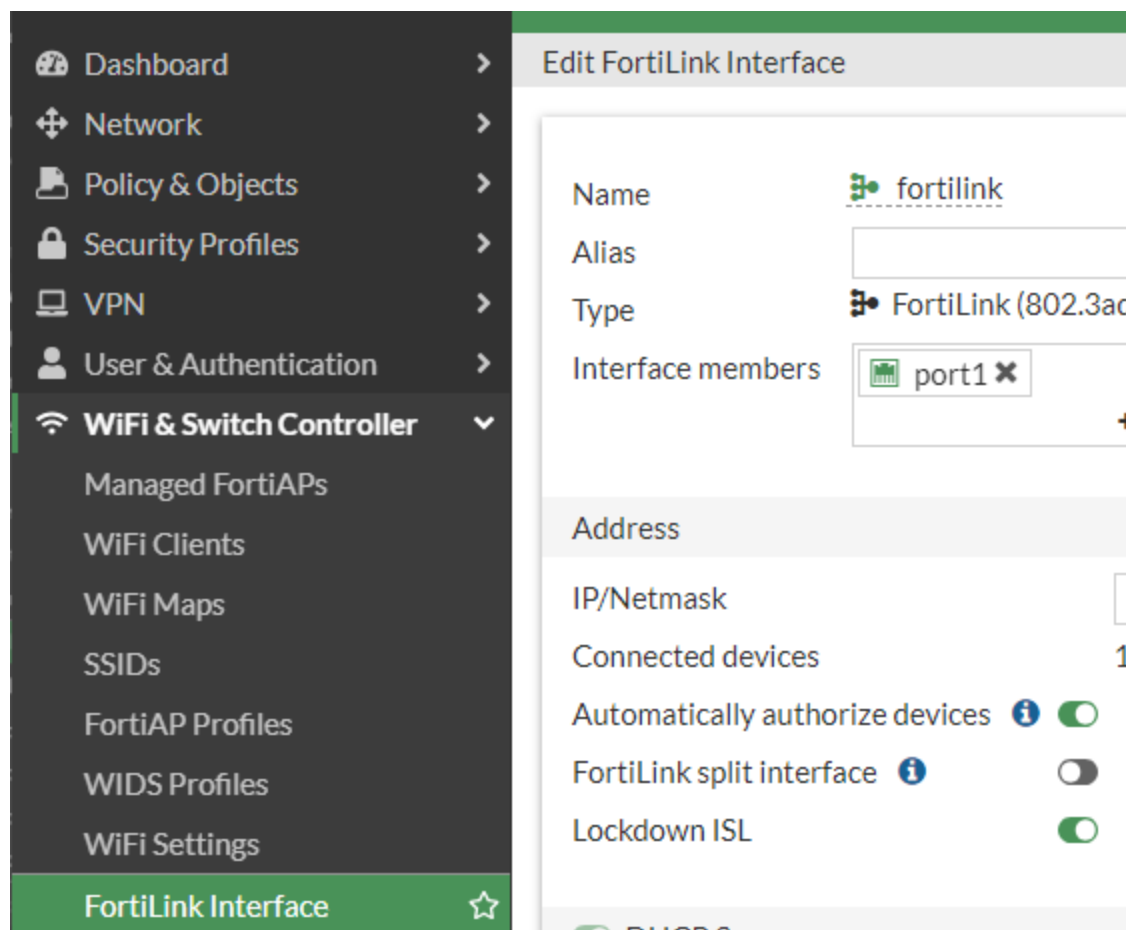 Dashboard
Network
Policy & Objects
Security Profiles
VPN
User & Authentication
WiFi & Switch Controller
Managed FortiAPs
WiFi Clients
WiFi Maps
SSIDs
FortiAP Profiles
WIDS Profiles
WiFi Settings
FortiLink Interface
Edit FortiLink Interface
Name fortilink
Alias
Type FortiLink (802.3ad
Interface members port1
Address
IP/Netmask
Connected devices 1
Automatically authorize devices
FortiLink split interface
Lockdown ISL